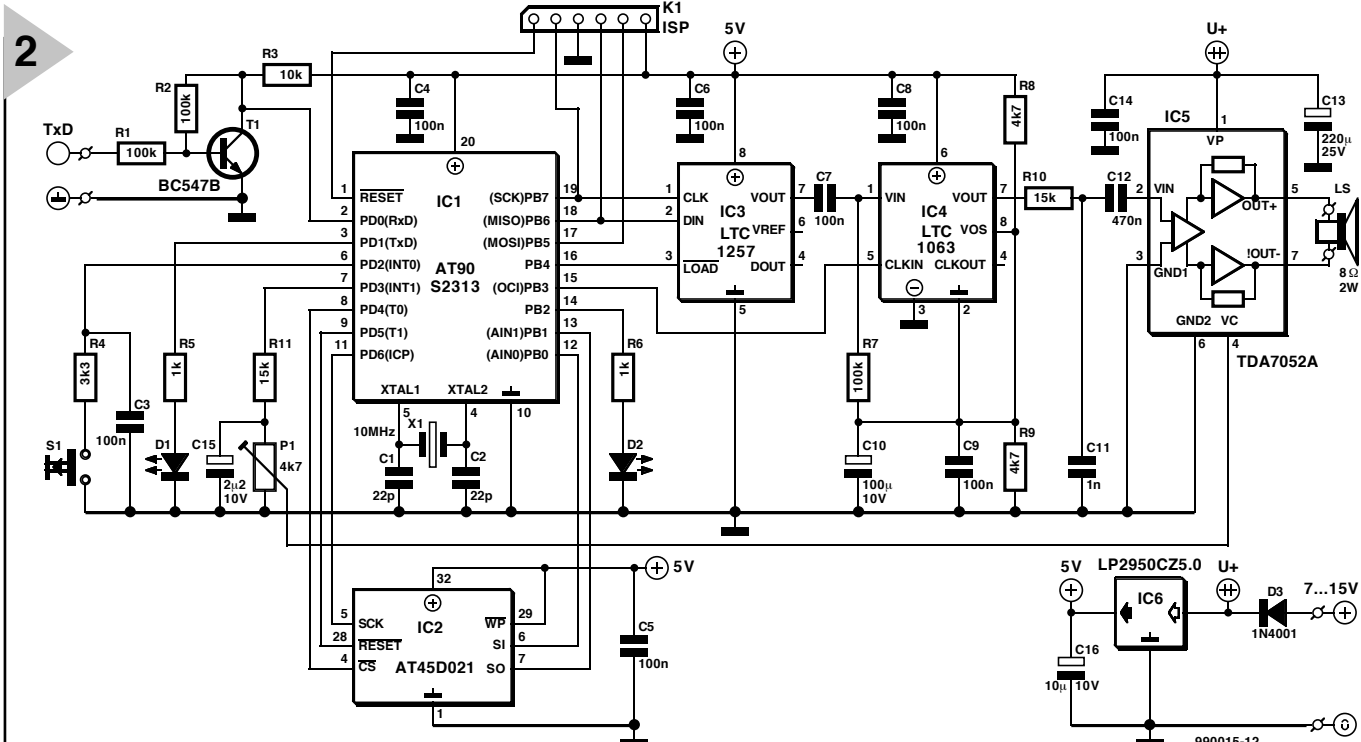 2
K1
ISP
5V
U+
R3
10k
R2
100k
C4
100n
C6
100n
C8
100n
R8
4k7
C14
100n
C13
220µ
25V
IC5
1
VP
TxD
R1
100k
T1
BC547B
20
8
6
IC1
AT90
S2313
1 RESET
2 PD0(RxD)
3 PD1(TxD)
6 PD2(INT0)
7 PD3(INT1)
8 PD4(T0)
9 PD5(T1)
11 PD6(ICP)
(SCK)PB7 19
(MISO)PB6 18
(MOSI)PB5 17
PB4 16
(OCI)PB3 15
PB2 14
(AIN1)PB1 13
(AIN0)PB0 12
XTAL1
XTAL2
5
4
10
1 CLK
2 DIN
3 LOAD
IC3
LTC
1257
VOUT 7
VREF 6
DOUT 4
5
C7
100n
1 VIN
5 CLKIN
IC4
LTC
1063
VOUT 7
VOS 8
CLKOUT 4
3
2
R10
15k
C12
470n
2 VIN
3
GND1
OUT+
5
!OUT-
7
GND2
VC
6
4
TDA7052A
LS
8Ω
2W
R4
3k3
C3
100n
S1
R5
1k
D1
R11
15k
C15
2µ2
10V
P1
4k7
10MHz
X1
C1
22p
C2
22p
R6
1k
D2
R7
100k
C10
100µ
10V
C9
100n
R9
4k7
C11
1n
32
5V
5 SCK
28 RESET
4 CS
IC2
AT45D021
WP 29
SI 6
SO 7
1
C5
100n
5V
LP2950CZ5.0
IC6
U+
D3
1N4001
7...15V
C16
10µ 10V
0
990015-12